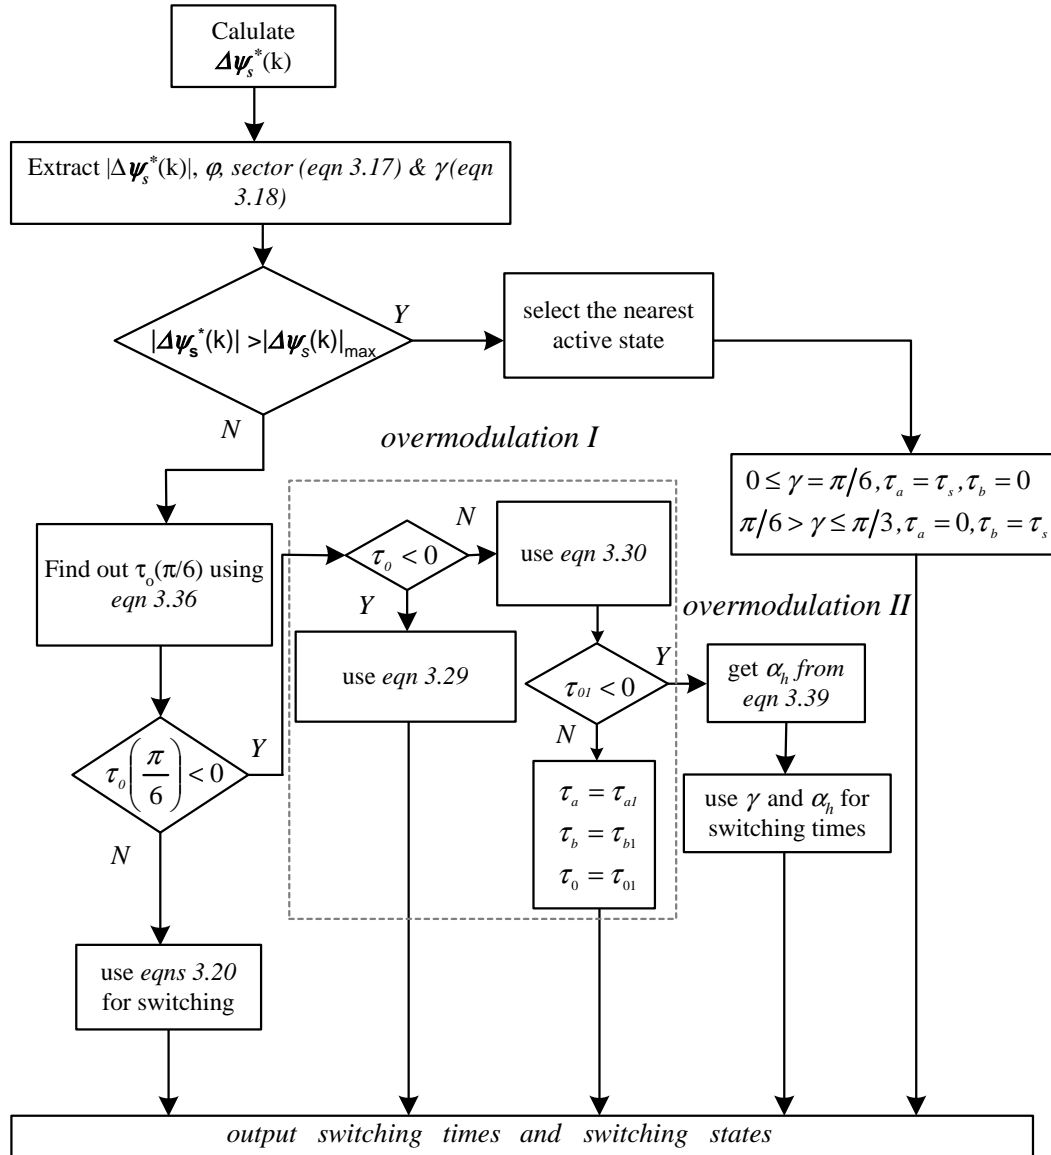 Calulate
Δψₛ*(k)
Extract |Δψₛ*(k)|, φ, sector (eqn 3.17) & γ(eqn
3.18)
|Δψₛ*(k)| >|Δψₛ(k)|max
Y
N
select the nearest
active state
0 ≤ γ = π/6, τₐ = τₛ, τ_b = 0
π/6 > γ ≤ π/3, τₐ = 0, τ_b = τₛ
overmodulation I
Find out τₒ(π/6) using
eqn 3.36
τ₀ < 0
N
Y
use eqn 3.30
use eqn 3.29
overmodulation II
τ₀₁ < 0
Y
N
get αₕ from
eqn 3.39
τ₀(π/6) < 0
Y
N
τₐ = τₐ₁
τ_b = τ_b₁
τ₀ = τ₀₁
use γ and αₕ for
switching times
use eqns 3.20
for switching
output switching times and switching states